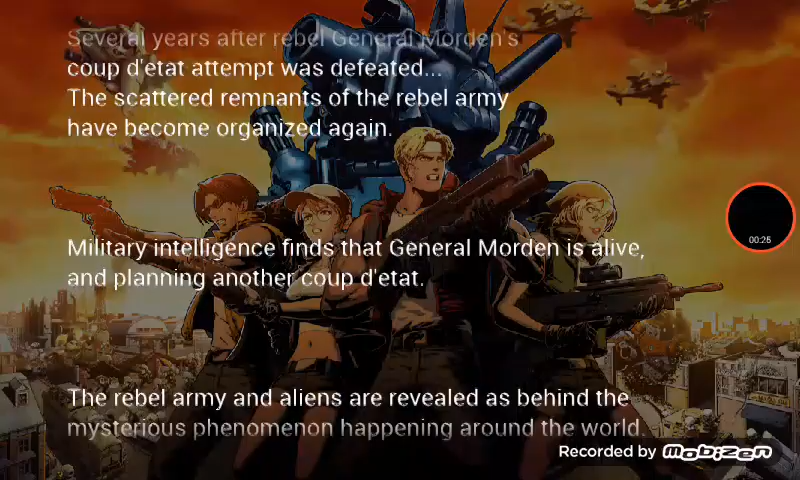 Several years after rebel General Morden's
coup d'etat attempt was defeated...
The scattered remnants of the rebel army
have become organized again.
Military intelligence finds that General Morden is alive,
and planning another coup d'etat.
00:25
The rebel army and aliens are revealed as behind the
mysterious phenomenon happening around the world.
Recorded by mobizen